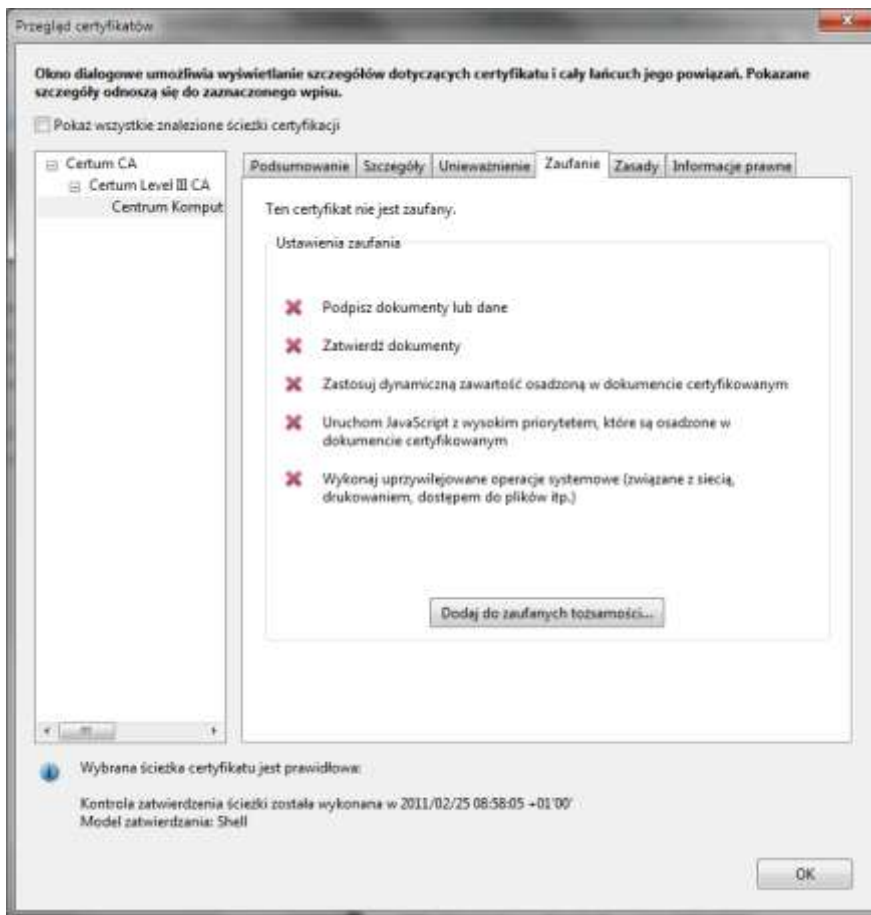 Przegląd certyfikatów
Okno dialogowe umożliwia wyświetlanie szczegółów dotyczących certyfikatu i cały łańcuch jego powiązań. Pokazane
szczegóły odnoszą się do zaznaczonego wpisu.
Pokaż wszystkie znalezione ścieżki certyfikacji
Certum CA
Certum Level III CA
Centrum Komput
Podsumowanie Szczegóły Unieważnienie Zaufanie Zasady Informacje prawne
Ten certyfikat nie jest zaufany.
Ustawienia zaufania
Podpisz dokumenty lub dane
Zatwierdź dokumenty
Zastosuj dynamiczną zawartość osadzoną w dokumencie certyfikowanym
Uruchom JavaScript z wysokim priorytetem, które są osadzone w
dokumencie certyfikowanym
Wykonaj uprzywilejowane operacje systemowe (związane z siecią,
drukowaniem, dostępem do plików itp.)
Dodaj do zaufanych tożsamości...
Wybrana ścieżka certyfikatu jest prawidłowa:
Kontrola zatwierdzenia ścieżki została wykonana w 2011/02/25 08:58:05 +01'00'
Model zatwierdzania: Shell
OK